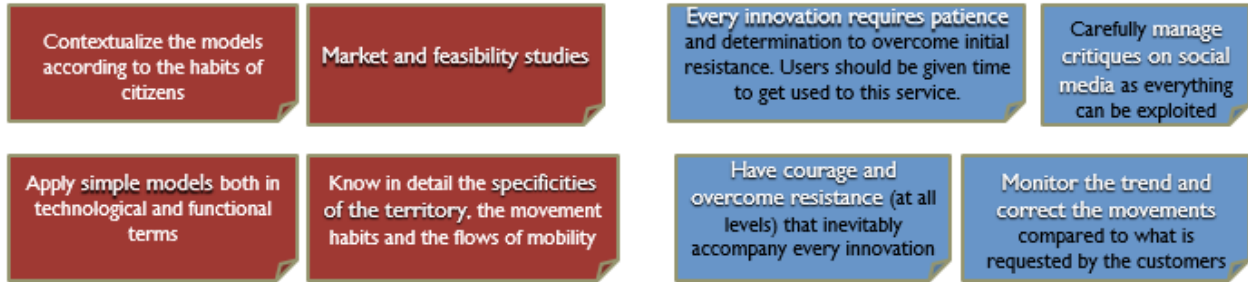 Contextualize the models
according to the habits of
citizens
Market and feasibility studies
Every innovation requires patience
and determination to overcome initial
resistance. Users should be given time
to get used to this service.
Carefully manage
critiques on social
media as everything
can be exploited
Apply simple models both in
technological and functional
terms
Know in detail the specificities
of the territory, the movement
habits and the flows of mobility
Have courage and
overcome resistance (at all
levels) that inevitably
accompany every innovation
Monitor the trend and
correct the movements
compared to what is
requested by the customers